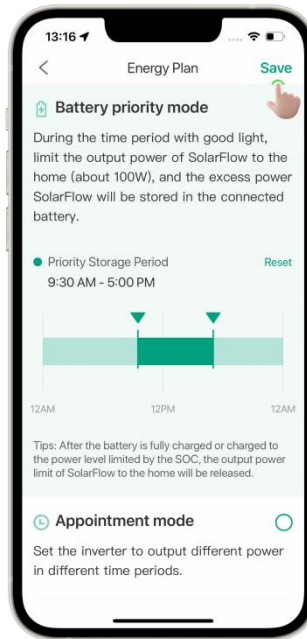 13:16
Energy Plan
Save
Battery priority mode
During the time period with good light,
limit the output power of SolarFlow to the
home (about 100W), and the excess power
SolarFlow will be stored in the connected
battery.
Priority Storage Period
Reset
9:30 AM - 5:00 PM
12AM
12PM
12AM
Tips: After the battery is fully charged or charged to
the power level limited by the SOC, the output power
limit of SolarFlow to the home will be released.
Appointment mode
Set the inverter to output different power
in different time periods.